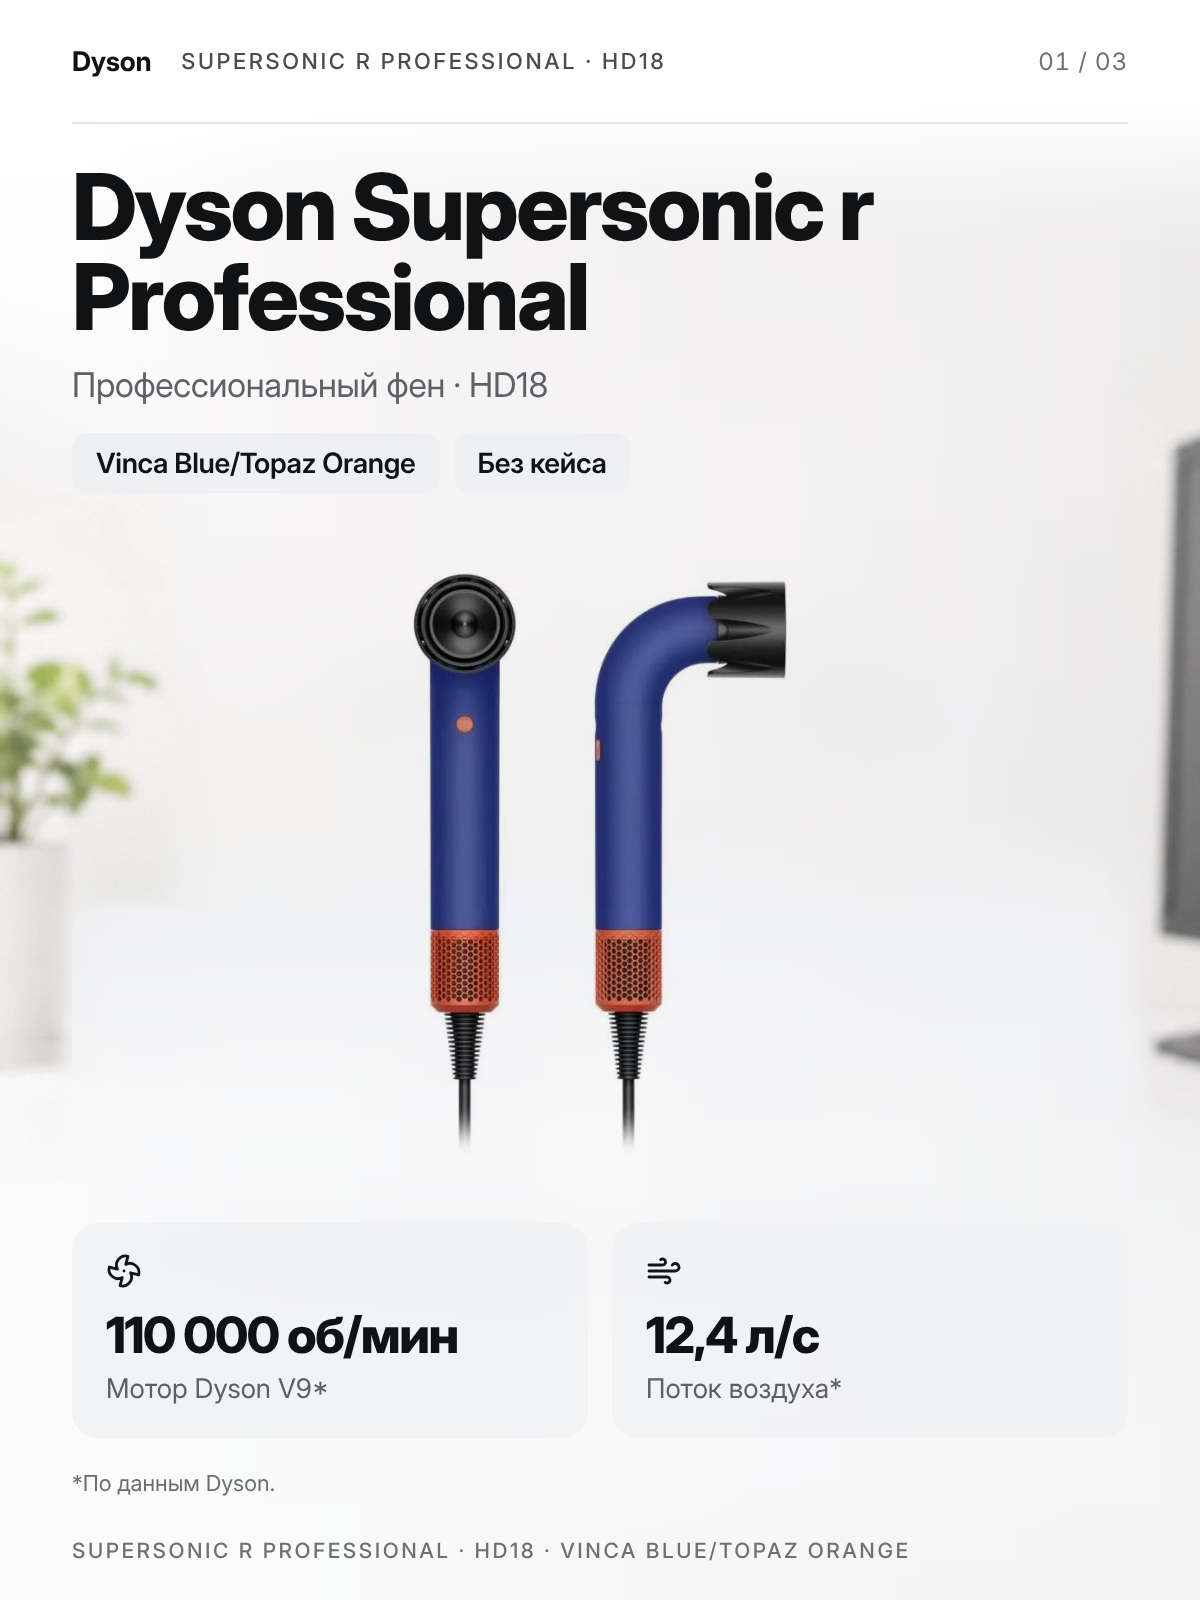 Dyson SUPERSONIC R PROFESSIONAL · HD18 01 / 03
Dyson Supersonic r
Professional
Профессиональный фен · HD18
Vinca Blue/Topaz Orange Без кейса
110 000 об/мин
Мотор Dyson V9*
12,4 л/с
Поток воздуха*
*По данным Dyson.
SUPERSONIC R PROFESSIONAL · HD18 · VINCA BLUE/TOPAZ ORANGE